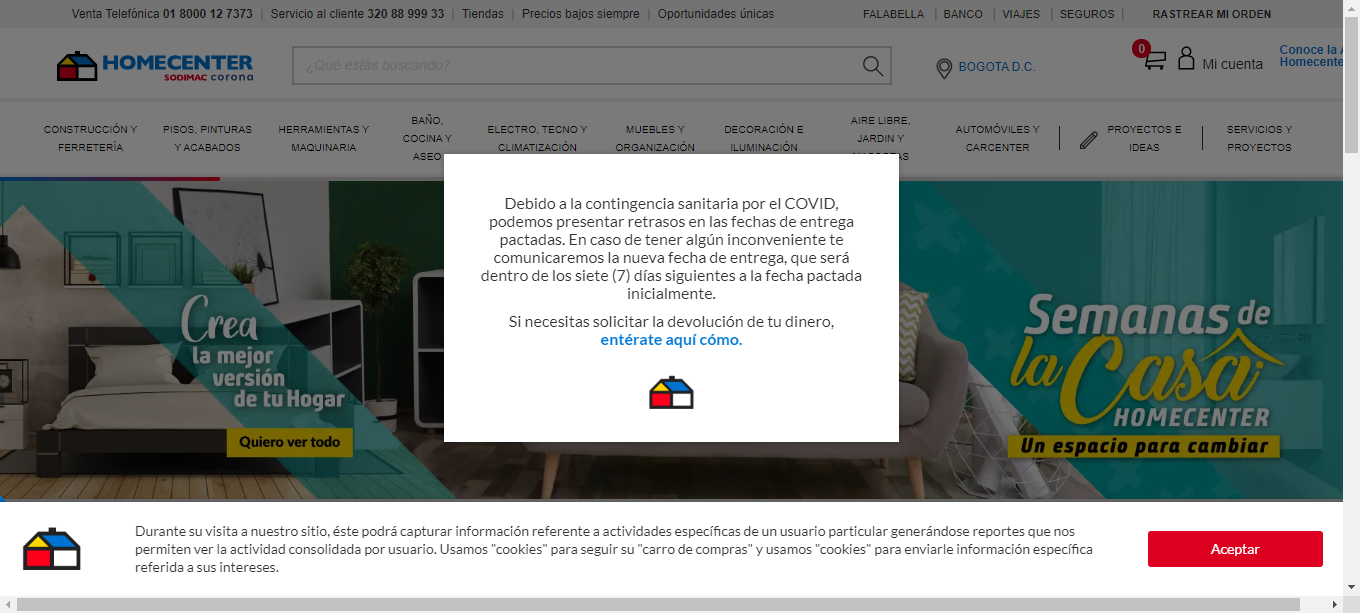 Venta Telefónica 01 8000 12 7373 | Servicio al cliente 320 88 999 33 | Tiendas | Precios bajos siempre | Oportunidades únicas FALABELLA | BANCO | VIAJES | SEGUROS | RASTREAR MI ORDEN
HOMECENTER
SODIMAC corona
¿Qué estás buscando?
BOGOTA D.C.
0
Mi cuenta
Conoce la A
Homecente
CONSTRUCCIÓN Y
FERRETERÍA
PISOS, PINTURAS
Y ACABADOS
HERRAMIENTAS Y
MAQUINARIA
BAÑO,
COCINA Y
ASEO
ELECTRO, TECNO Y
CLIMATIZACIÓN
MUEBLES Y
ORGANIZACIÓN
DECORACIÓN E
ILUMINACIÓN
AIRE LIBRE,
JARDIN Y
AUTOMÓVILES Y
CARCENTER
PROYECTOS E
IDEAS
SERVICIOS Y
PROYECTOS
Debido a la contingencia sanitaria por el COVID,
podemos presentar retrasos en las fechas de entrega
pactadas. En caso de tener algún inconveniente te
comunicaremos la nueva fecha de entrega, que será
dentro de los siete (7) días siguientes a la fecha pactada
inicialmente.
Si necesitas solicitar la devolución de tu dinero,
entérate aquí cómo.
Crea
la mejor
versión
de tu Hogar
Quiero ver todo
Semanas de
la Casa
HOMECENTER
Un espacio para cambiar
Durante su visita a nuestro sitio, éste podrá capturar información referente a actividades específicas de un usuario particular generándose reportes que nos
permiten ver la actividad consolidada por usuario. Usamos "cookies" para seguir su "carro de compras" y usamos "cookies" para enviarle información específica
referida a sus intereses.
Aceptar